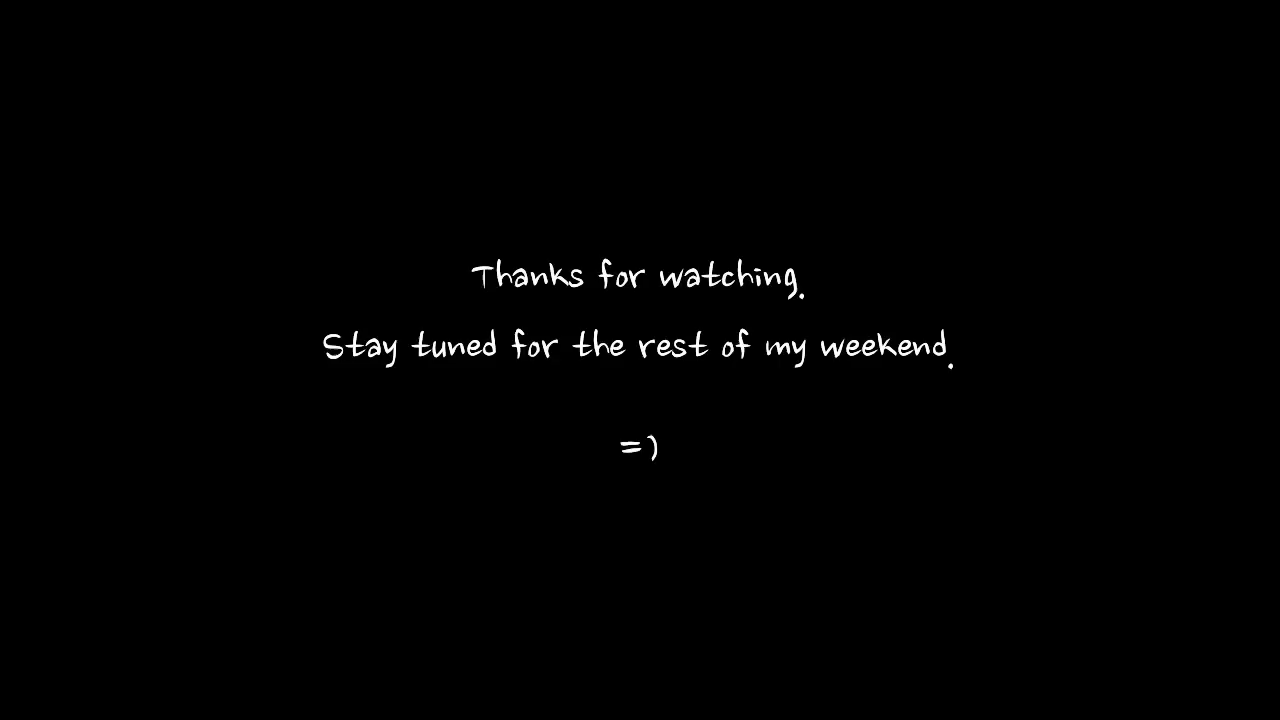 Thanks for watching.
Stay tuned for the rest of my weekend.
=)